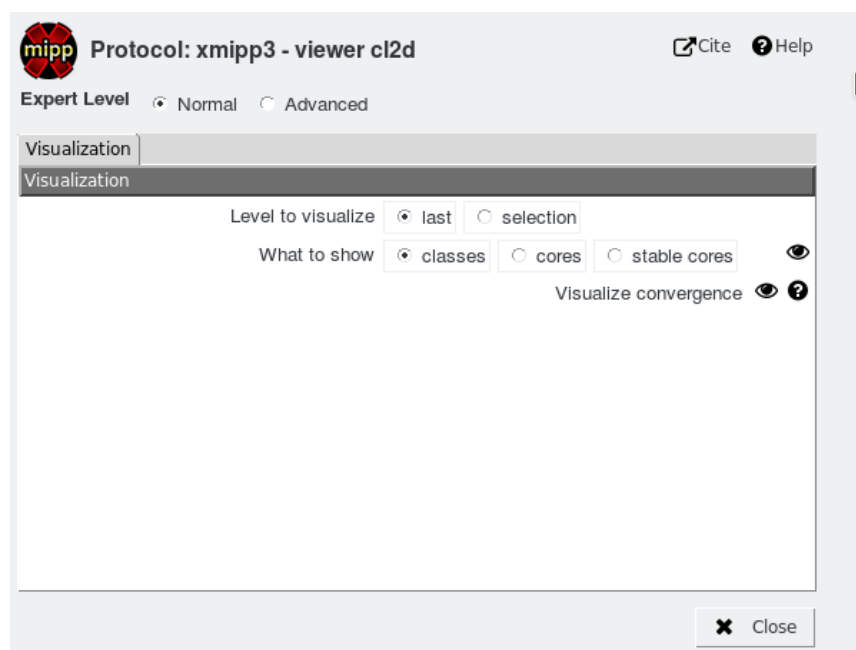 mipp Protocol: xmipp3 - viewer cl2d Cite Help
Expert Level Normal Advanced
Visualization
Visualization
Level to visualize last selection
What to show classes cores stable cores
Visualize convergence ?
Close